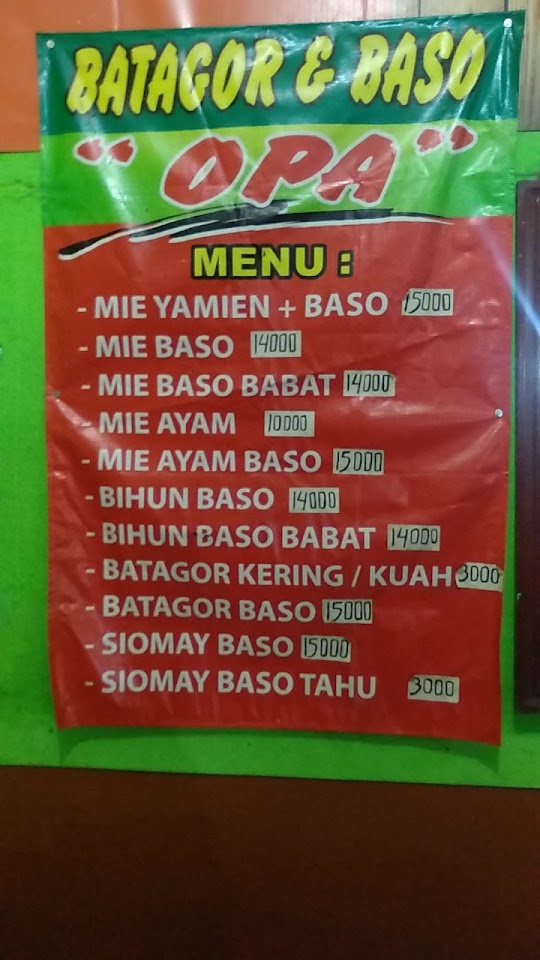 BATAGOR & BASO
"OPA"
MENU :
- MIE YAMIEN + BASO 15000
- MIE BASO 14000
- MIE BASO BABAT 14000
- MIE AYAM 10000
- MIE AYAM BASO 15000
- BIHUN BASO 14000
- BIHUN BASO BABAT 14000
- BATAGOR KERING / KUAH 3000
- BATAGOR BASO 15000
- SIOMAY BASO 15000
- SIOMAY BASO TAHU 3000